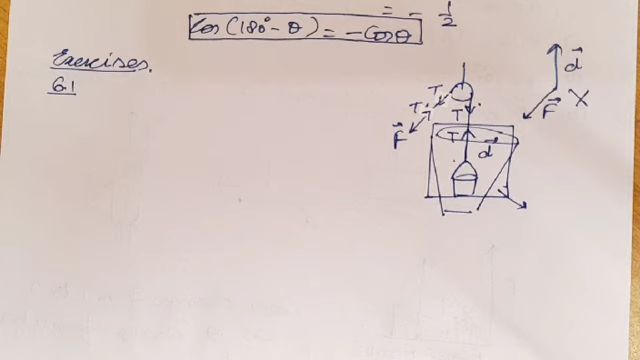 = - 1/2
Cos(180° - θ) = -Cosθ
Exercises.
6.1
d⃗
F⃗ X
T
T
T
T
F⃗
T
d⃗